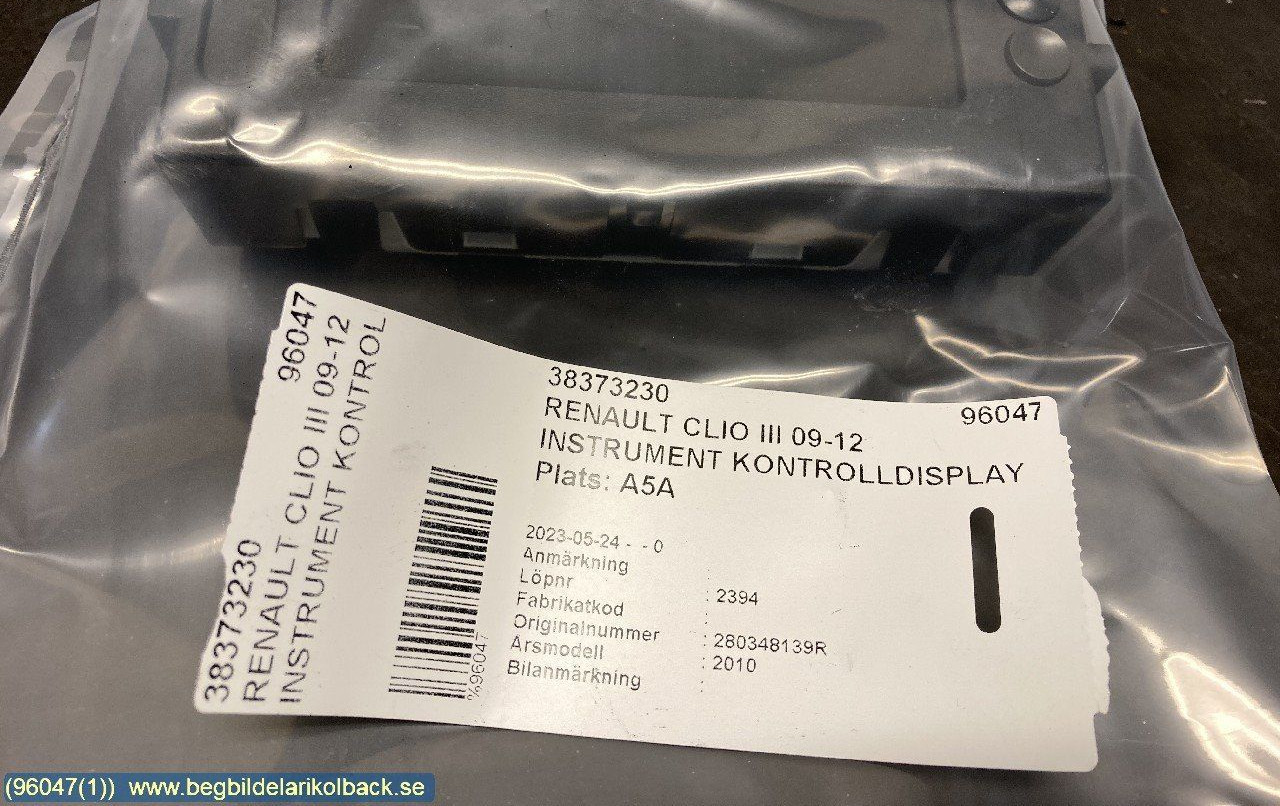 96047
38373230
RENAULT CLIO III 09-12
INSTRUMENT KONTROL
38373230
96047
RENAULT CLIO III 09-12
INSTRUMENT KONTROLLDISPLAY
Plats: A5A
2023-05-24 - - 0
Anmärkning :
Löpnr : 2394
Fabrikatkod :
Originalnummer : 280348139R
Årsmodell : 2010
Bilanmärkning :
%96047
(96047(1)) www.begbildelarikolback.se